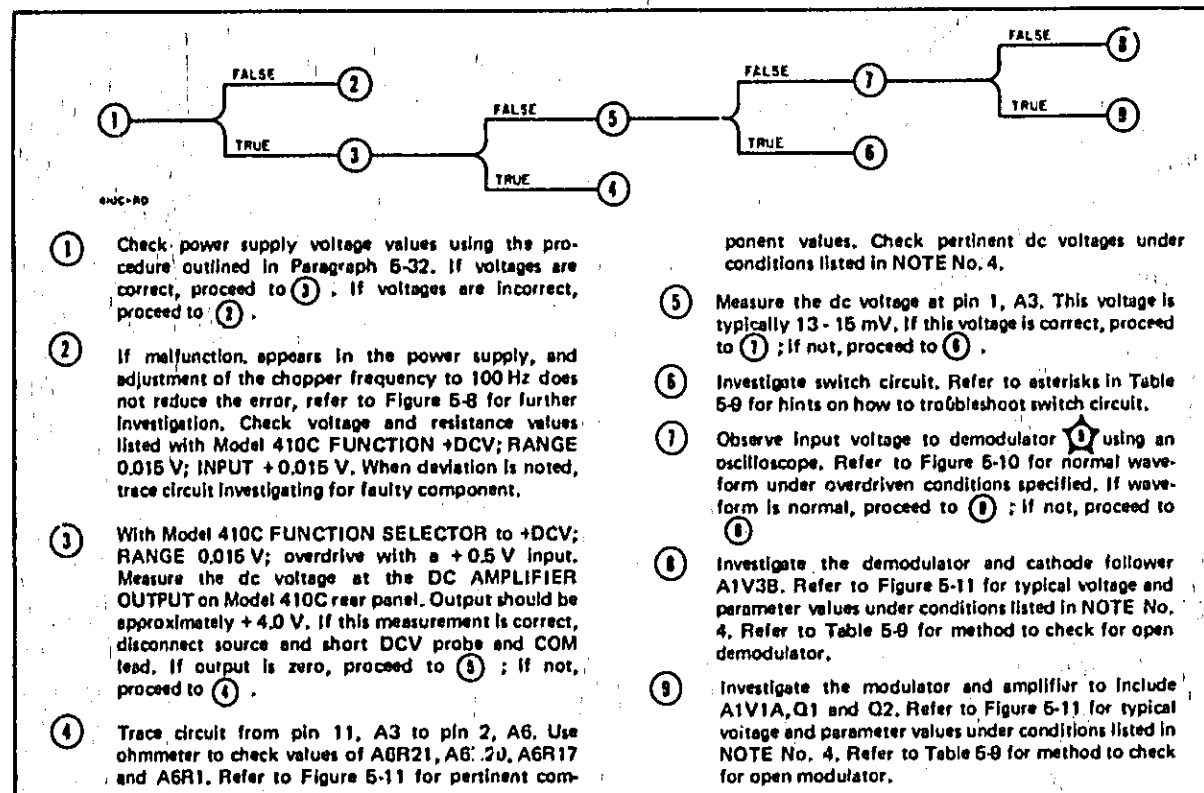 FALSE
8
FALSE
2
FALSE
7
TRUE
9
1
FALSE
5
TRUE
3
TRUE
6
TRUE
4
1 Check power supply voltage values using the pro-
cedure outlined in Paragraph 5-32. If voltages are
correct, proceed to 3 . If voltages are incorrect,
proceed to 2 .
2 If malfunction. appears in the power supply, and
adjustment of the chopper frequency to 100 Hz does
not reduce the error, refer to Figure 5-8 for further
investigation. Check voltage and resistance values
listed with Model 410C FUNCTION +DCV; RANGE
0.015 V; INPUT + 0.015 V. When deviation is noted,
trace circuit investigating for faulty component.
3 With Model 410C FUNCTION SELECTOR to +DCV;
RANGE 0.015 V; overdrive with a + 0.5 V input.
Measure the dc voltage at the DC AMPLIFIER
OUTPUT on Model 410C rear panel. Output should be
approximately + 4.0 V. If this measurement is correct,
disconnect source and short DCV probe and COM
lead. If output is zero, proceed to 5 ; If not,
proceed to 4 .
4 Trace circuit from pin 11, A3 to pin 2, A6. Use
ohmmeter to check values of A6R21, A6 20, A6R17
and A6R1. Refer to Figure 5-11 for pertinent com-
ponent values. Check pertinent dc voltages under
conditions listed in NOTE No. 4.
5 Measure the dc voltage at pin 1, A3. This voltage is
typically 13 - 15 mV. If this voltage is correct, proceed
to 7 ; If not, proceed to 6 .
6 Investigate switch circuit. Refer to asterisks in Table
5-9 for hints on how to troubleshoot switch circuit.
7 Observe input voltage to demodulator using an
oscilloscope. Refer to Figure 5-10 for normal wave-
form under overdriven conditions specified. If wave-
form is normal, proceed to ; If not, proceed to
8 Investigate the demodulator and cathode follower
A1V3B. Refer to Figure 5-11 for typical voltage and
parameter values under conditions listed in NOTE No.
4. Refer to Table 5-9 for method to check for open
demodulator.
9 Investigate the modulator and amplifier to include
A1V1A,Q1 and Q2. Refer to Figure 5-11 for typical
voltage and parameter values under conditions listed in
NOTE No. 4. Refer to Table 5-9 for method to check
for open modulator.